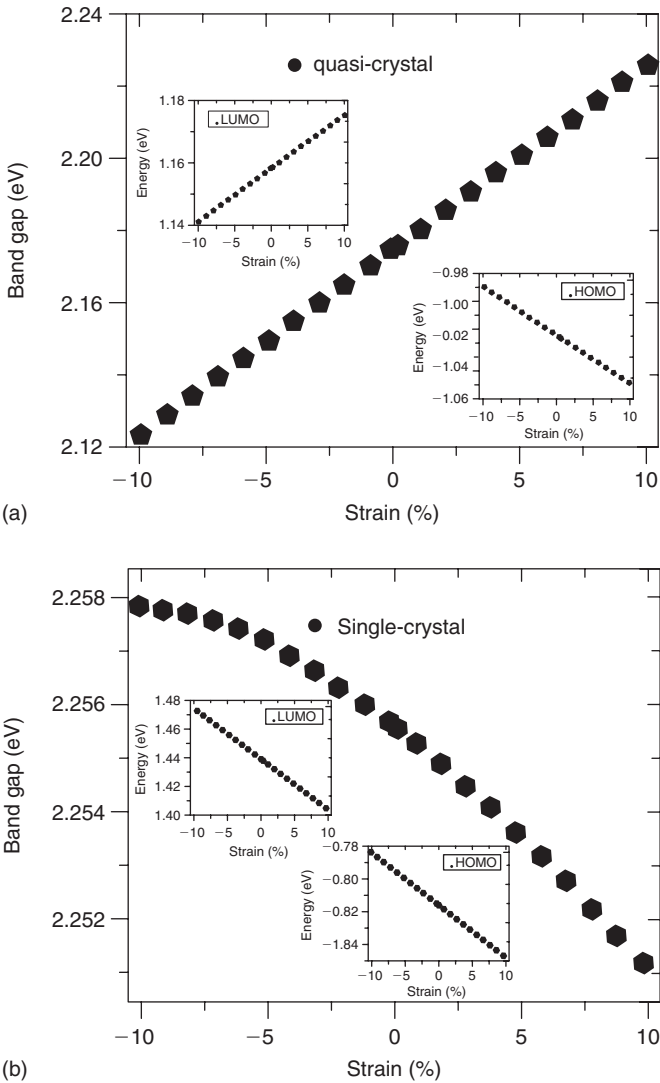 2.24
quasi-crystal
1.18
.LUMO
Energy (eV)
1.16
1.14
−10 −5 0 5 10
Strain (%)
2.20
Band gap (eV)
−0.98
.HOMO
−1.00
Energy (eV)
−1.02
−1.04
−1.06
−10 −5 0 5 10
Strain (%)
2.16
2.12
−10 −5 0 5 10
(a) Strain (%)
2.258
Single-crystal
2.256
1.48
.LUMO
Energy (eV)
1.46
1.44
1.42
1.40
−10 −5 0 5 10
Strain (%)
Band gap (eV)
2.254
−0.78
.HOMO
−0.80
Energy (eV)
−0.82
−1.84
−10 −5 0 5 10
Strain (%)
2.252
−10 −5 0 5 10
(b) Strain (%)